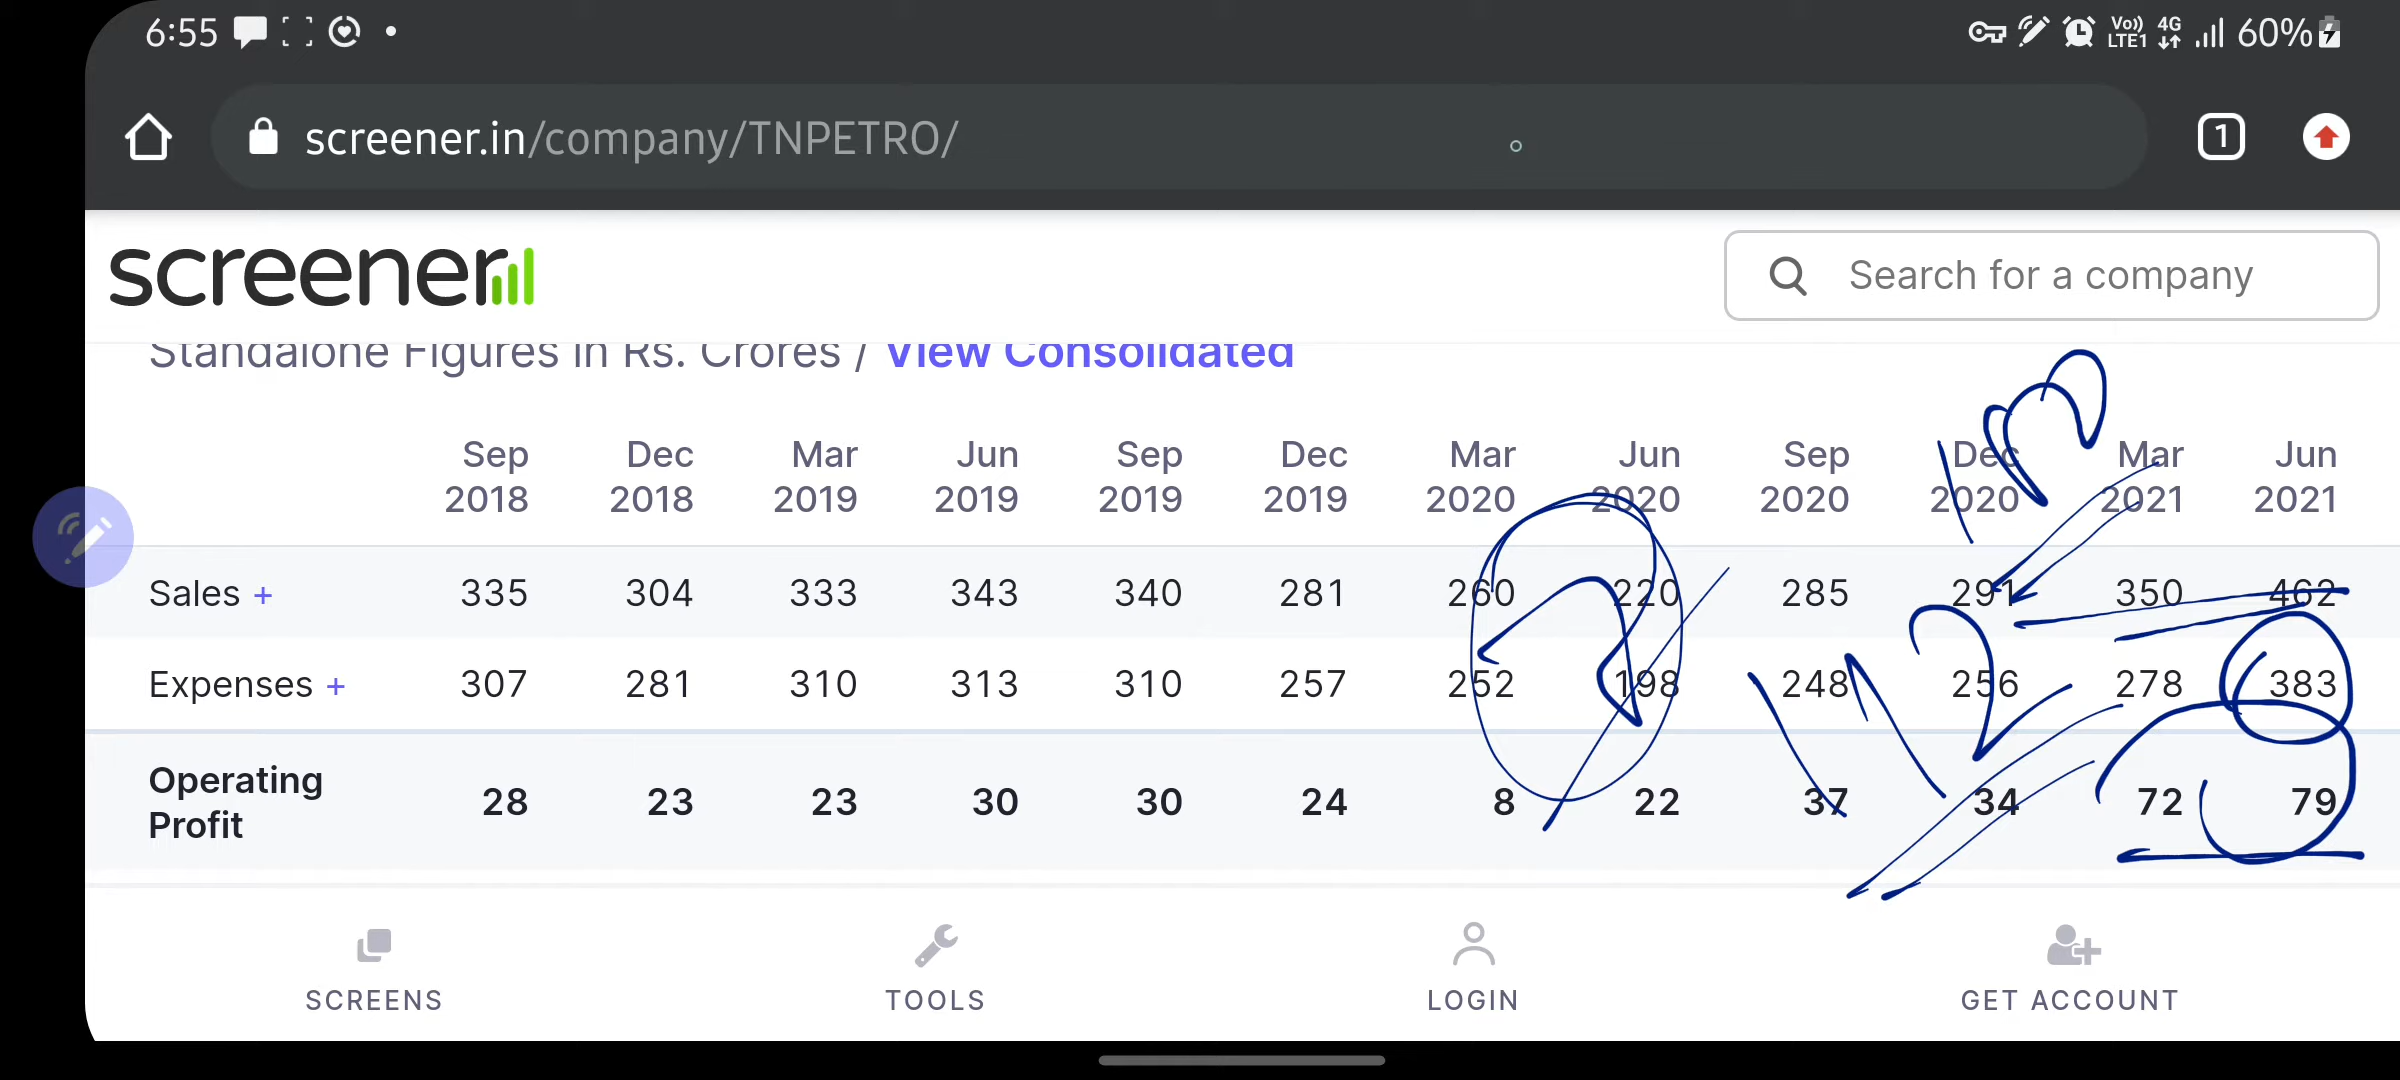 6:55 Vo)) LTE1 4G 60%
screener.in/company/TNPETRO/ 1
screener Search for a company
Standalone Figures in Rs. Crores / View Consolidated
Sep Dec Mar Jun Sep Dec Mar Jun Sep Dec Mar Jun
2018 2018 2019 2019 2019 2019 2020 2020 2020 2020 2021 2021
Sales + 335 304 333 343 340 281 260 220 285 291 350 462
Expenses + 307 281 310 313 310 257 252 198 248 256 278 383
Operating
Profit 28 23 23 30 30 24 8 22 37 34 72 79
SCREENS TOOLS LOGIN GET ACCOUNT